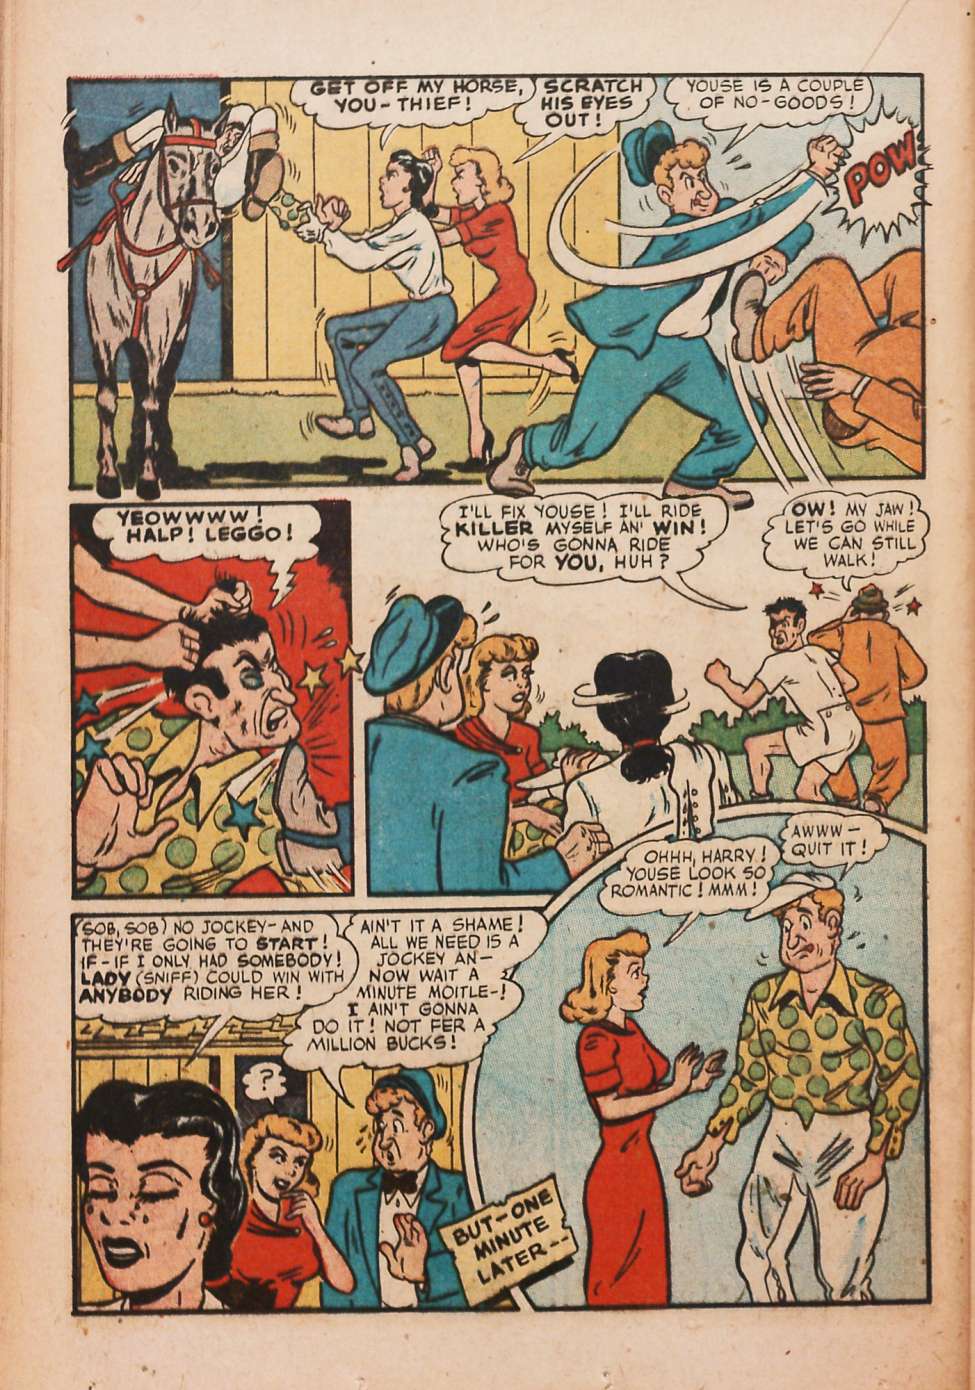 GET OFF MY HORSE,
YOU-THIEF!
SCRATCH
HIS EYES
OUT!
YOUSE IS A COUPLE
OF NO-GOODS!
POW
YEOWWWW!
HALP! LEGGO!
I'LL FIX YOUSE! I'LL RIDE
KILLER MYSELF AN' WIN!
WHO'S GONNA RIDE
FOR YOU, HUH?
OW! MY JAW!
LET'S GO WHILE
WE CAN STILL
WALK!
(SOB, SOB) NO JOCKEY-AND
THEY'RE GOING TO START!
IF-IF I ONLY HAD SOMEBODY!
LADY (SNIFF) COULD WIN WITH
ANYBODY RIDING HER!
AIN'T IT A SHAME!
ALL WE NEED IS A
JOCKEY AN-
NOW WAIT A
MINUTE MOITLE-!
I AIN'T GONNA
DO IT! NOT FER A
MILLION BUCKS!
?
BUT-ONE
MINUTE
LATER--
OHHH, HARRY!
YOUSE LOOK SO
ROMANTIC! MMM!
AWWW-
QUIT IT!